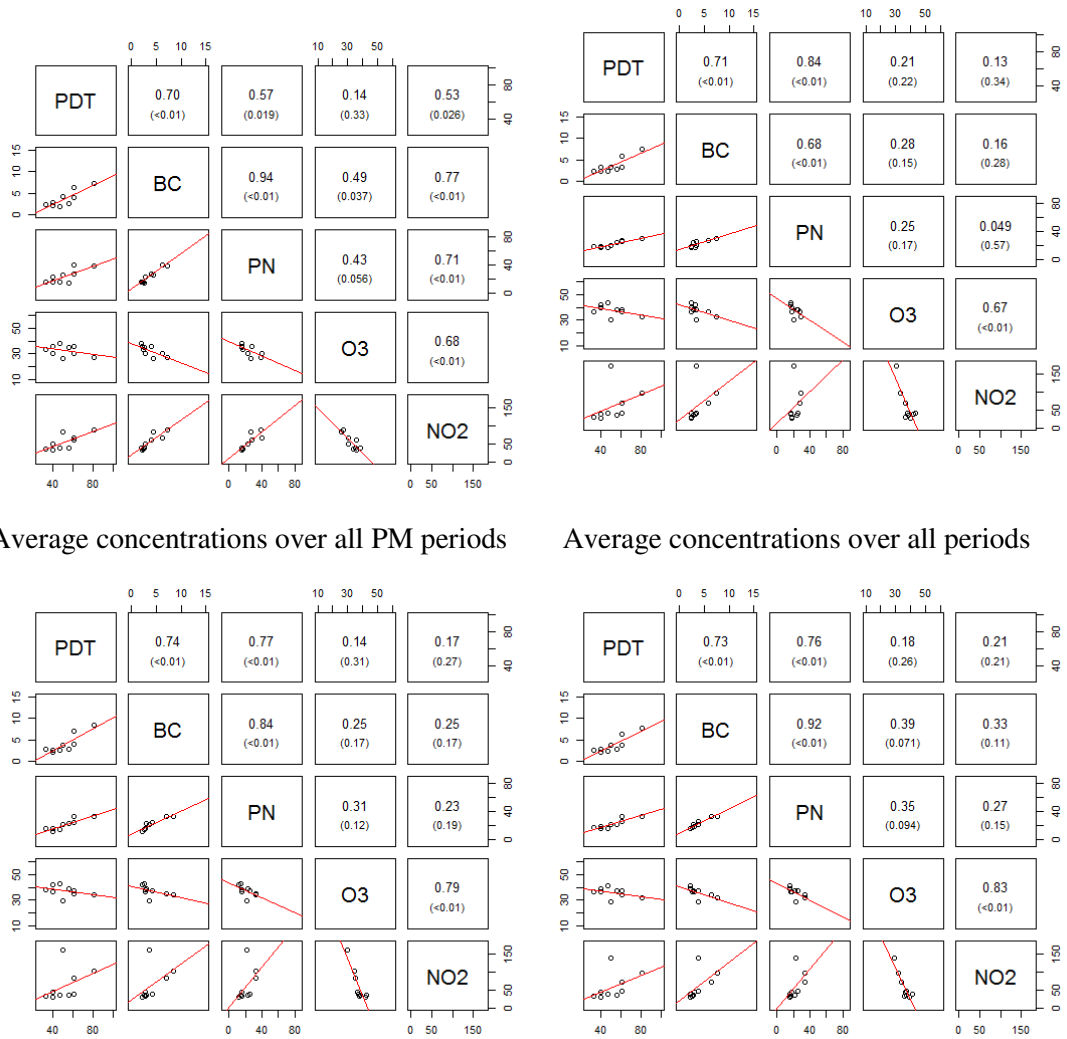 0 5 10 15 10 30 50
PDT 0.70 0.57 0.14 0.53 40 80
(<0.01) (0.019) (0.33) (0.026)
0 5 10 15 BC 0.94 0.49 0.77
(<0.01) (0.037) (<0.01)
PN 0.43 0.71 0 40 80
(0.056) (<0.01)
10 30 50 O3 0.68
(<0.01)
NO2 0 50 150
40 80 0 40 80 0 50 150
0 5 10 15 10 30 50
PDT 0.71 0.84 0.21 0.13 40 80
(<0.01) (<0.01) (0.22) (0.34)
0 5 10 15 BC 0.68 0.28 0.16
(<0.01) (0.15) (0.28)
PN 0.25 0.049 0 40 80
(0.17) (0.57)
10 30 50 O3 0.67
(<0.01)
NO2 0 50 150
40 80 0 40 80 0 50 150
Average concentrations over all PM periods
Average concentrations over all periods
0 5 10 15 10 30 50
PDT 0.74 0.77 0.14 0.17 40 80
(<0.01) (<0.01) (0.31) (0.27)
0 5 10 15 BC 0.84 0.25 0.25
(<0.01) (0.17) (0.17)
PN 0.31 0.23 0 40 80
(0.12) (0.19)
10 30 50 O3 0.79
(<0.01)
NO2 0 50 150
40 80 0 40 80 0 50 150
0 5 10 15 10 30 50
PDT 0.73 0.76 0.18 0.21 40 80
(<0.01) (<0.01) (0.26) (0.21)
0 5 10 15 BC 0.92 0.39 0.33
(<0.01) (0.071) (0.11)
PN 0.35 0.27 0 40 80
(0.094) (0.15)
10 30 50 O3 0.83
(<0.01)
NO2 0 50 150
40 80 0 40 80 0 50 150